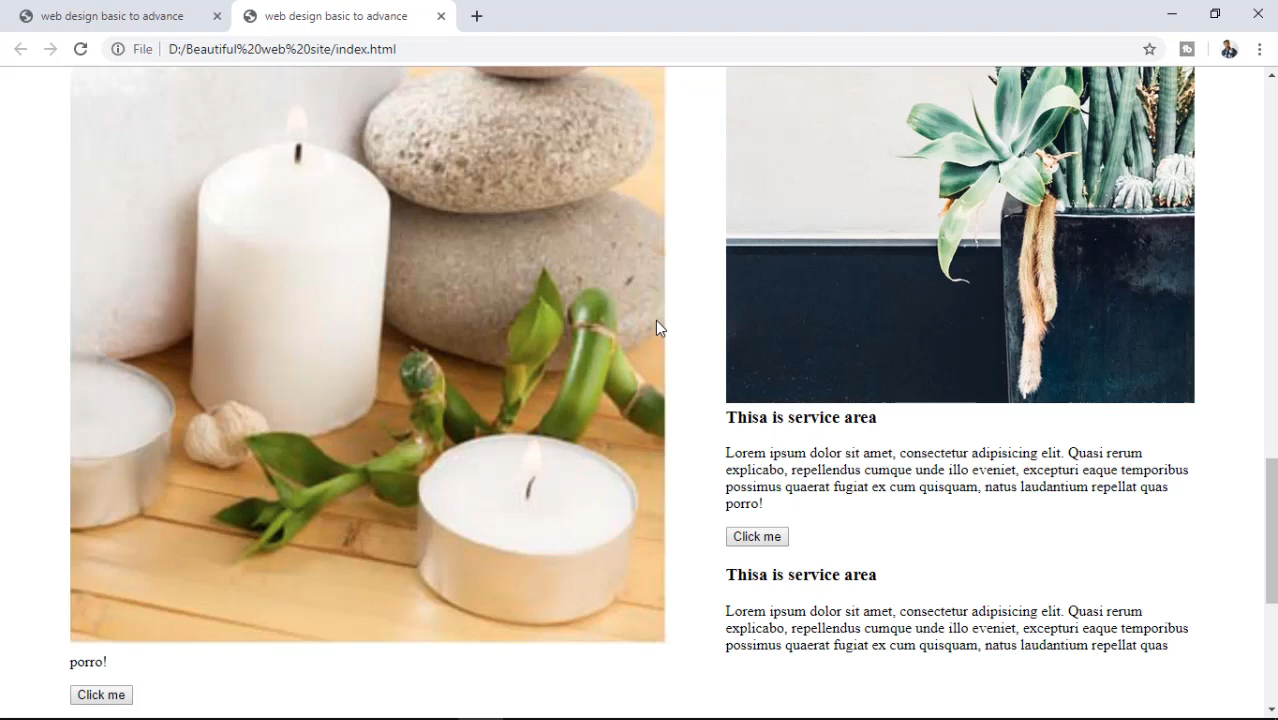 web design basic to advance
web design basic to advance
File
D:/Beautiful%20web%20site/index.html
porro!
Click me
Thisa is service area
Lorem ipsum dolor sit amet, consectetur adipisicing elit. Quasi rerum
explicabo, repellendus cumque unde illo eveniet, excepturi eaque temporibus
possimus quaerat fugiat ex cum quisquam, natus laudantium repellat quas
porro!
Click me
Thisa is service area
Lorem ipsum dolor sit amet, consectetur adipisicing elit. Quasi rerum
explicabo, repellendus cumque unde illo eveniet, excepturi eaque temporibus
possimus quaerat fugiat ex cum quisquam, natus laudantium repellat quas